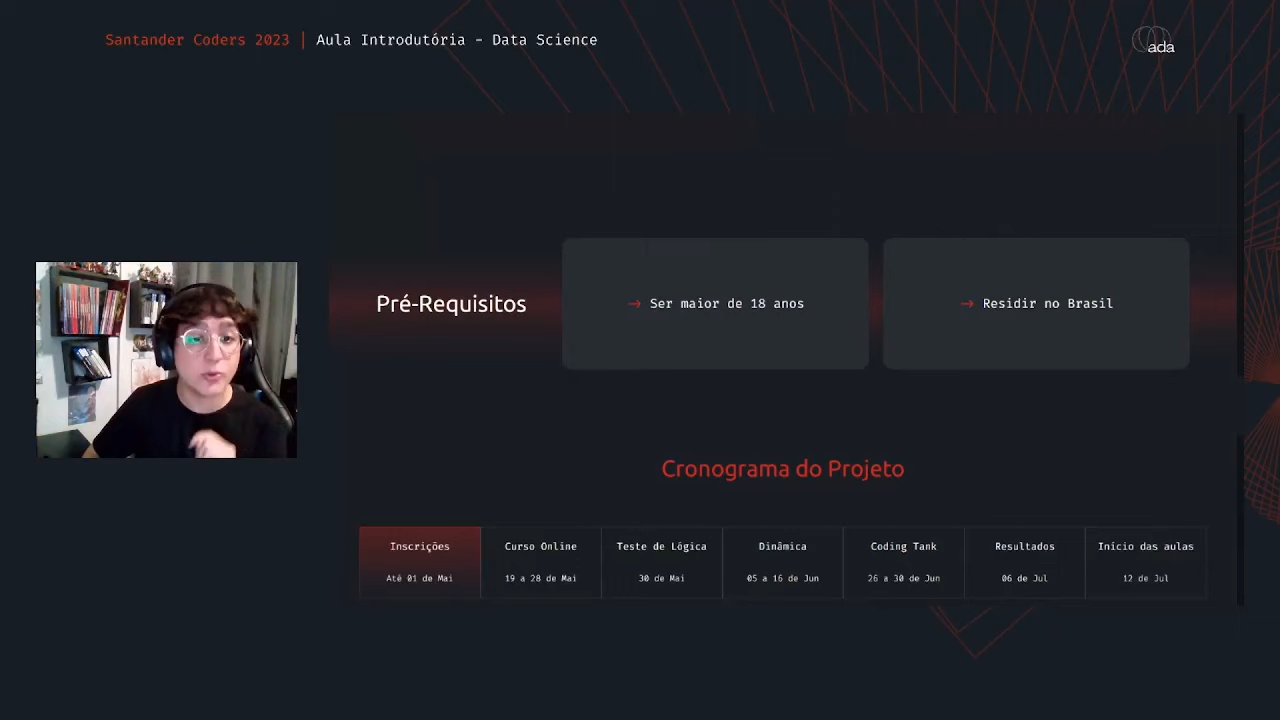 Santander Coders 2023 | Aula Introdutória - Data Science
ada
Pré-Requisitos
→ Ser maior de 18 anos
→ Residir no Brasil
Cronograma do Projeto
Inscrições
Até 01 de Mai
Curso Online
19 a 28 de Mai
Teste de Lógica
30 de Mai
Dinâmica
05 a 16 de Jun
Coding Tank
26 a 30 de Jun
Resultados
06 de Jul
Início das aulas
12 de Jul